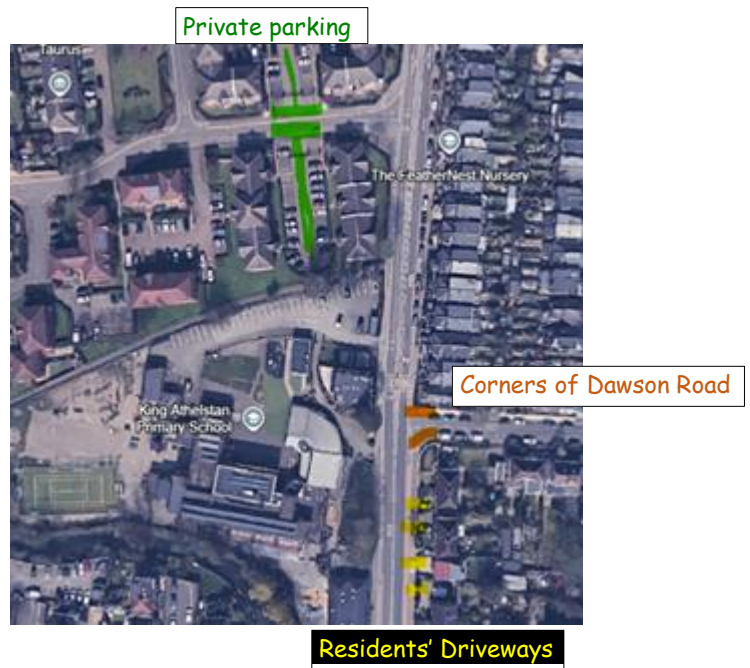 Private parking
Taurus
The FeatherNest Nursery
Corners of Dawson Road
King Athelstan
Primary School
Residents' Driveways